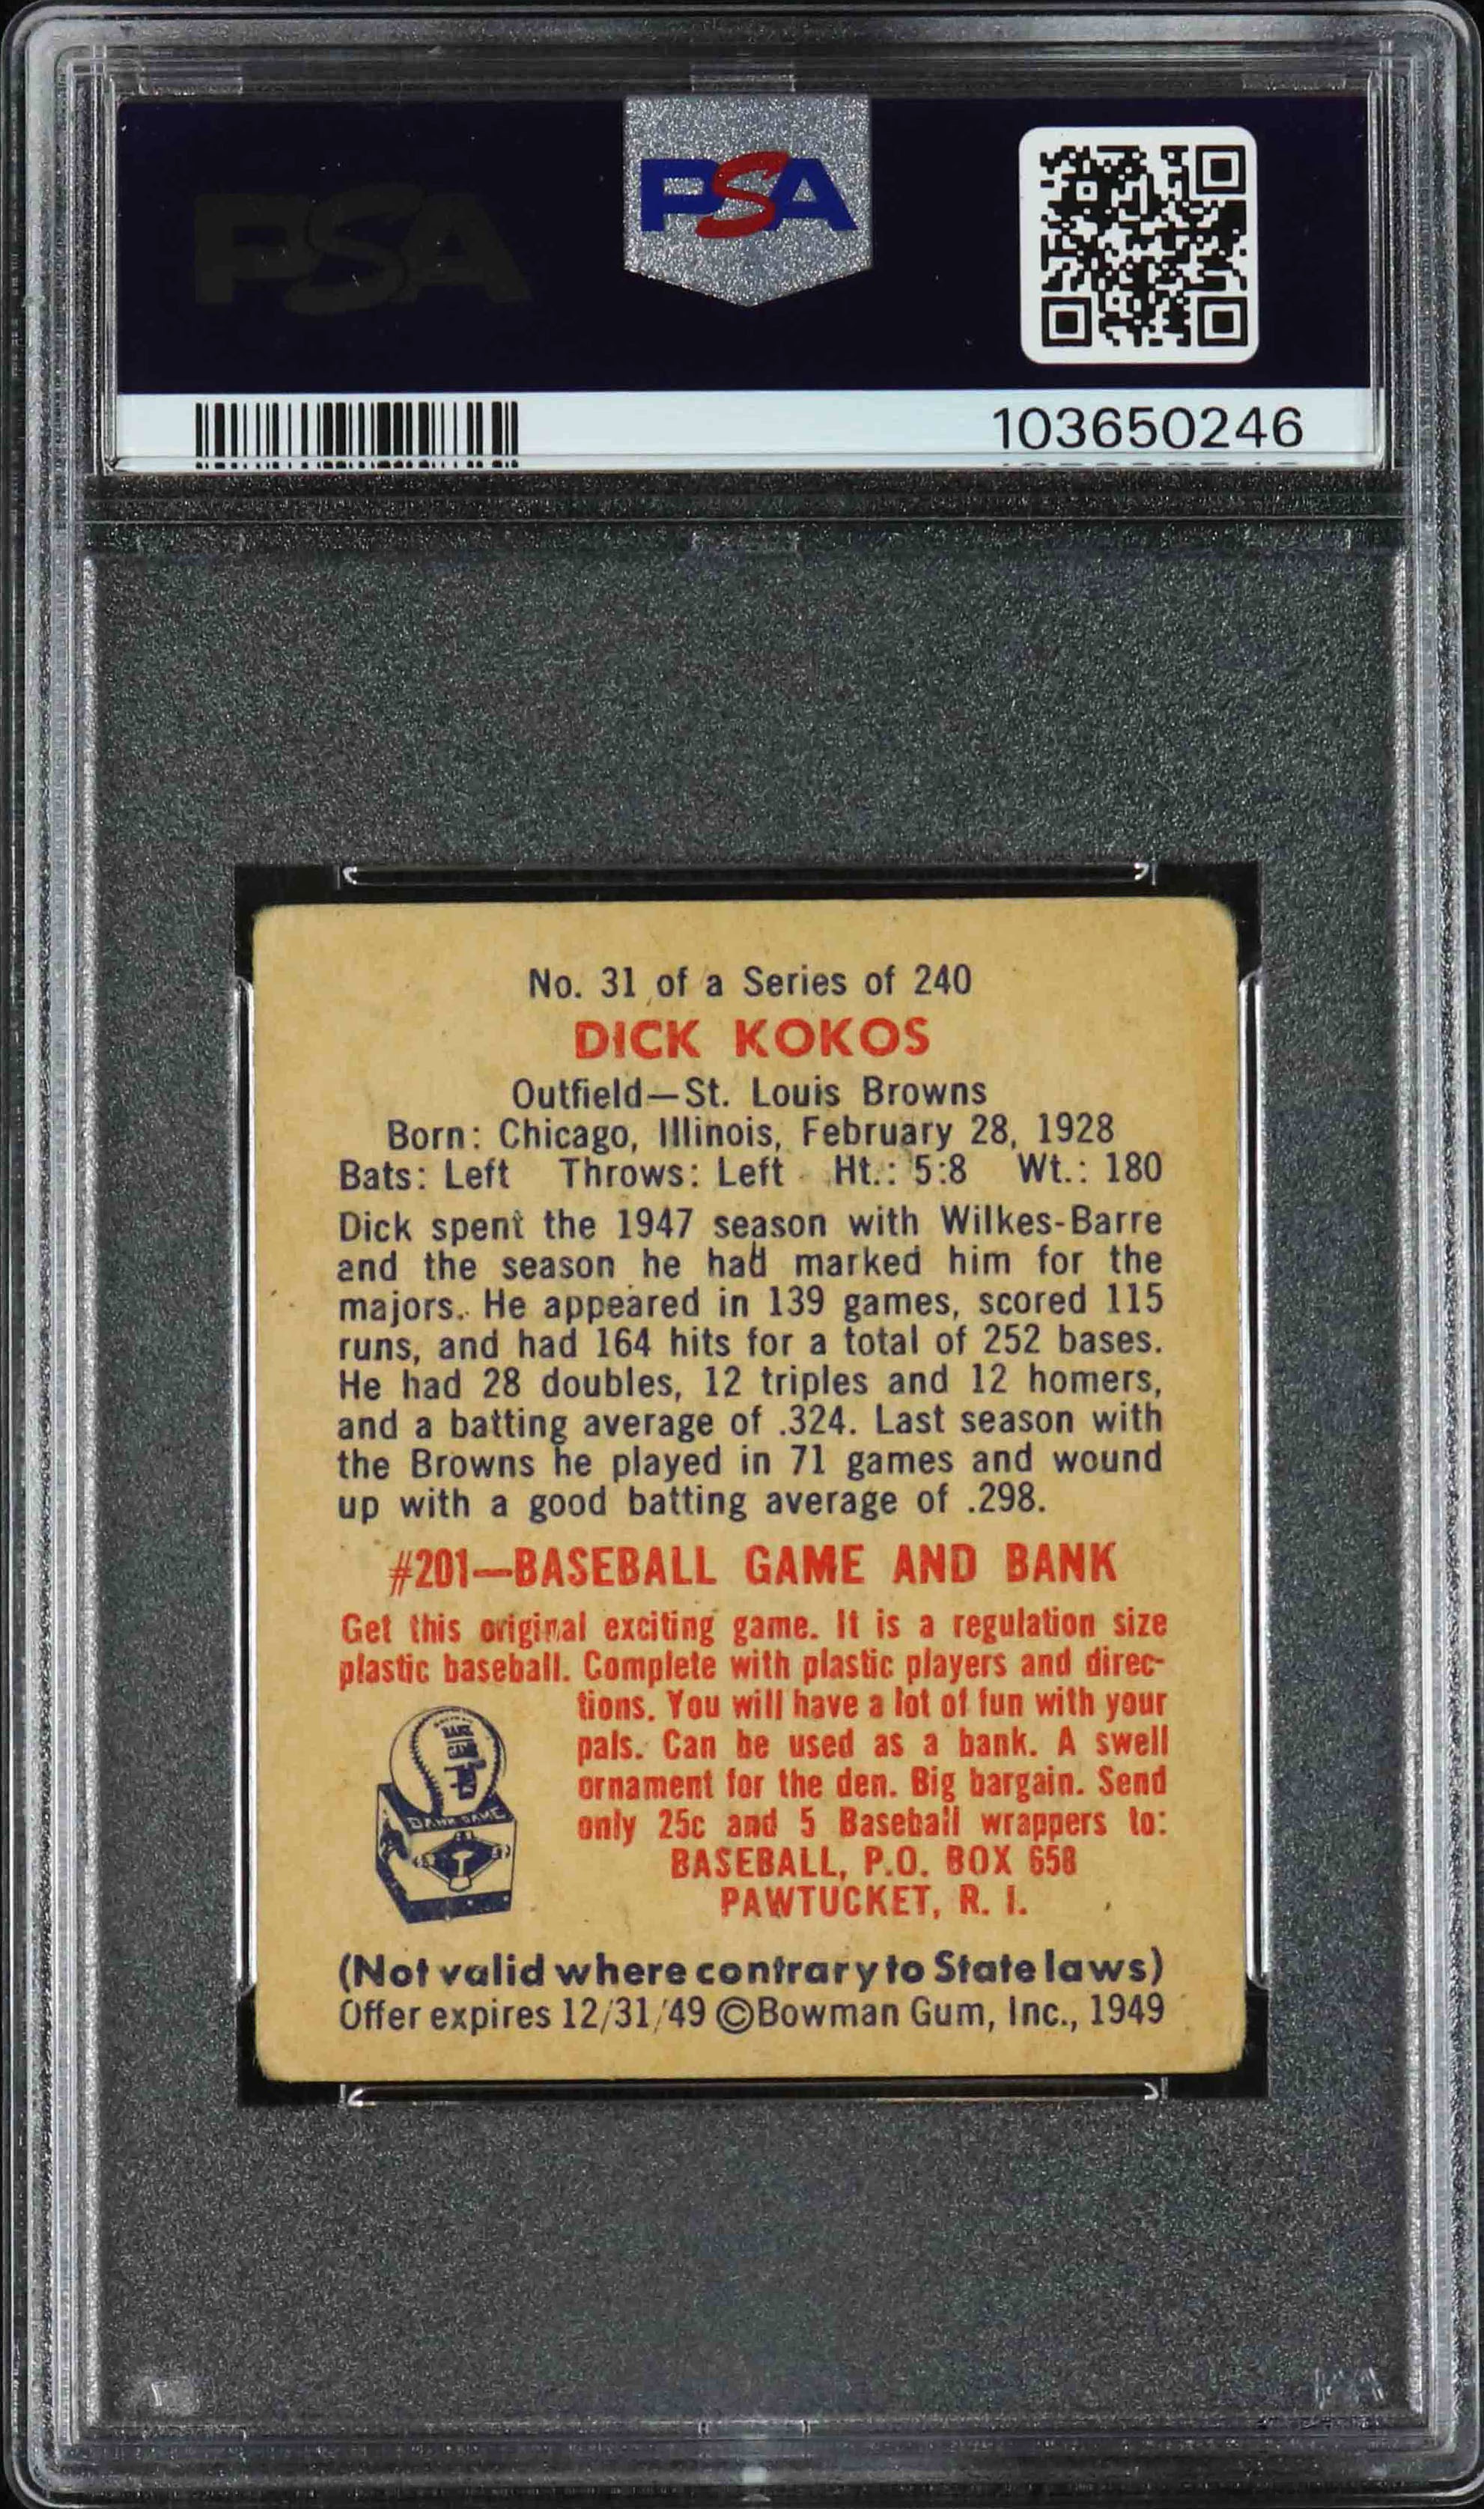 PSA
PSA
103650246
No. 31 of a Series of 240
DICK KOKOS
Outfield—St. Louis Browns
Born: Chicago, Illinois, February 28, 1928
Bats: Left Throws: Left Ht.: 5:8 Wt.: 180
Dick spent the 1947 season with Wilkes-Barre
and the season he had marked him for the
majors. He appeared in 139 games, scored 115
runs, and had 164 hits for a total of 252 bases.
He had 28 doubles, 12 triples and 12 homers,
and a batting average of .324. Last season with
the Browns he played in 71 games and wound
up with a good batting average of .298.
#201—BASEBALL GAME AND BANK
Get this original exciting game. It is a regulation size
plastic baseball. Complete with plastic players and direc-
tions. You will have a lot of fun with your
pals. Can be used as a bank. A swell
ornament for the den. Big bargain. Send
only 25c and 5 Baseball wrappers to:
BASEBALL, P.O. BOX 658
PAWTUCKET, R. I.
BANK GAME
(Not valid where contrary to State laws)
Offer expires 12/31/49 ©Bowman Gum, Inc., 1949